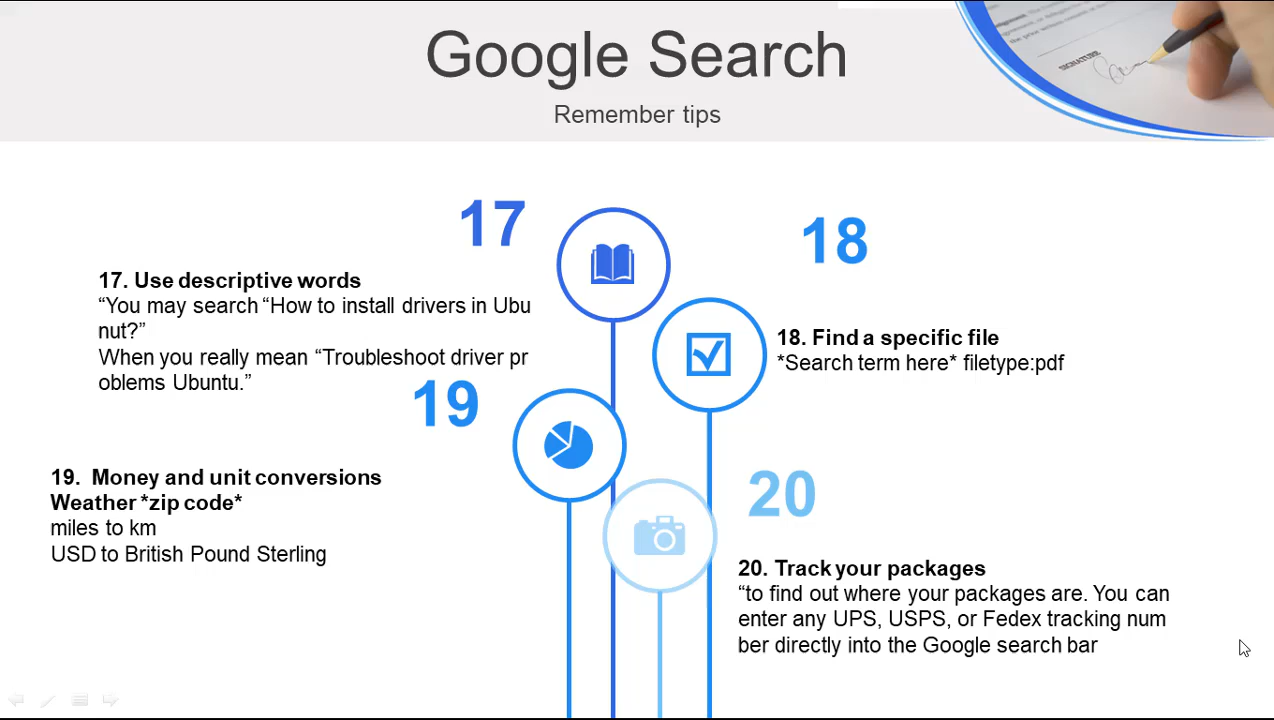 Google Search
Remember tips
SIGNATURE
17
17. Use descriptive words
“You may search “How to install drivers in Ubu
nut?”
When you really mean “Troubleshoot driver pr
oblems Ubuntu.”
18
18. Find a specific file
*Search term here* filetype:pdf
19
19.  Money and unit conversions
Weather *zip code*
miles to km
USD to British Pound Sterling
20
20. Track your packages
“to find out where your packages are. You can
enter any UPS, USPS, or Fedex tracking num
ber directly into the Google search bar